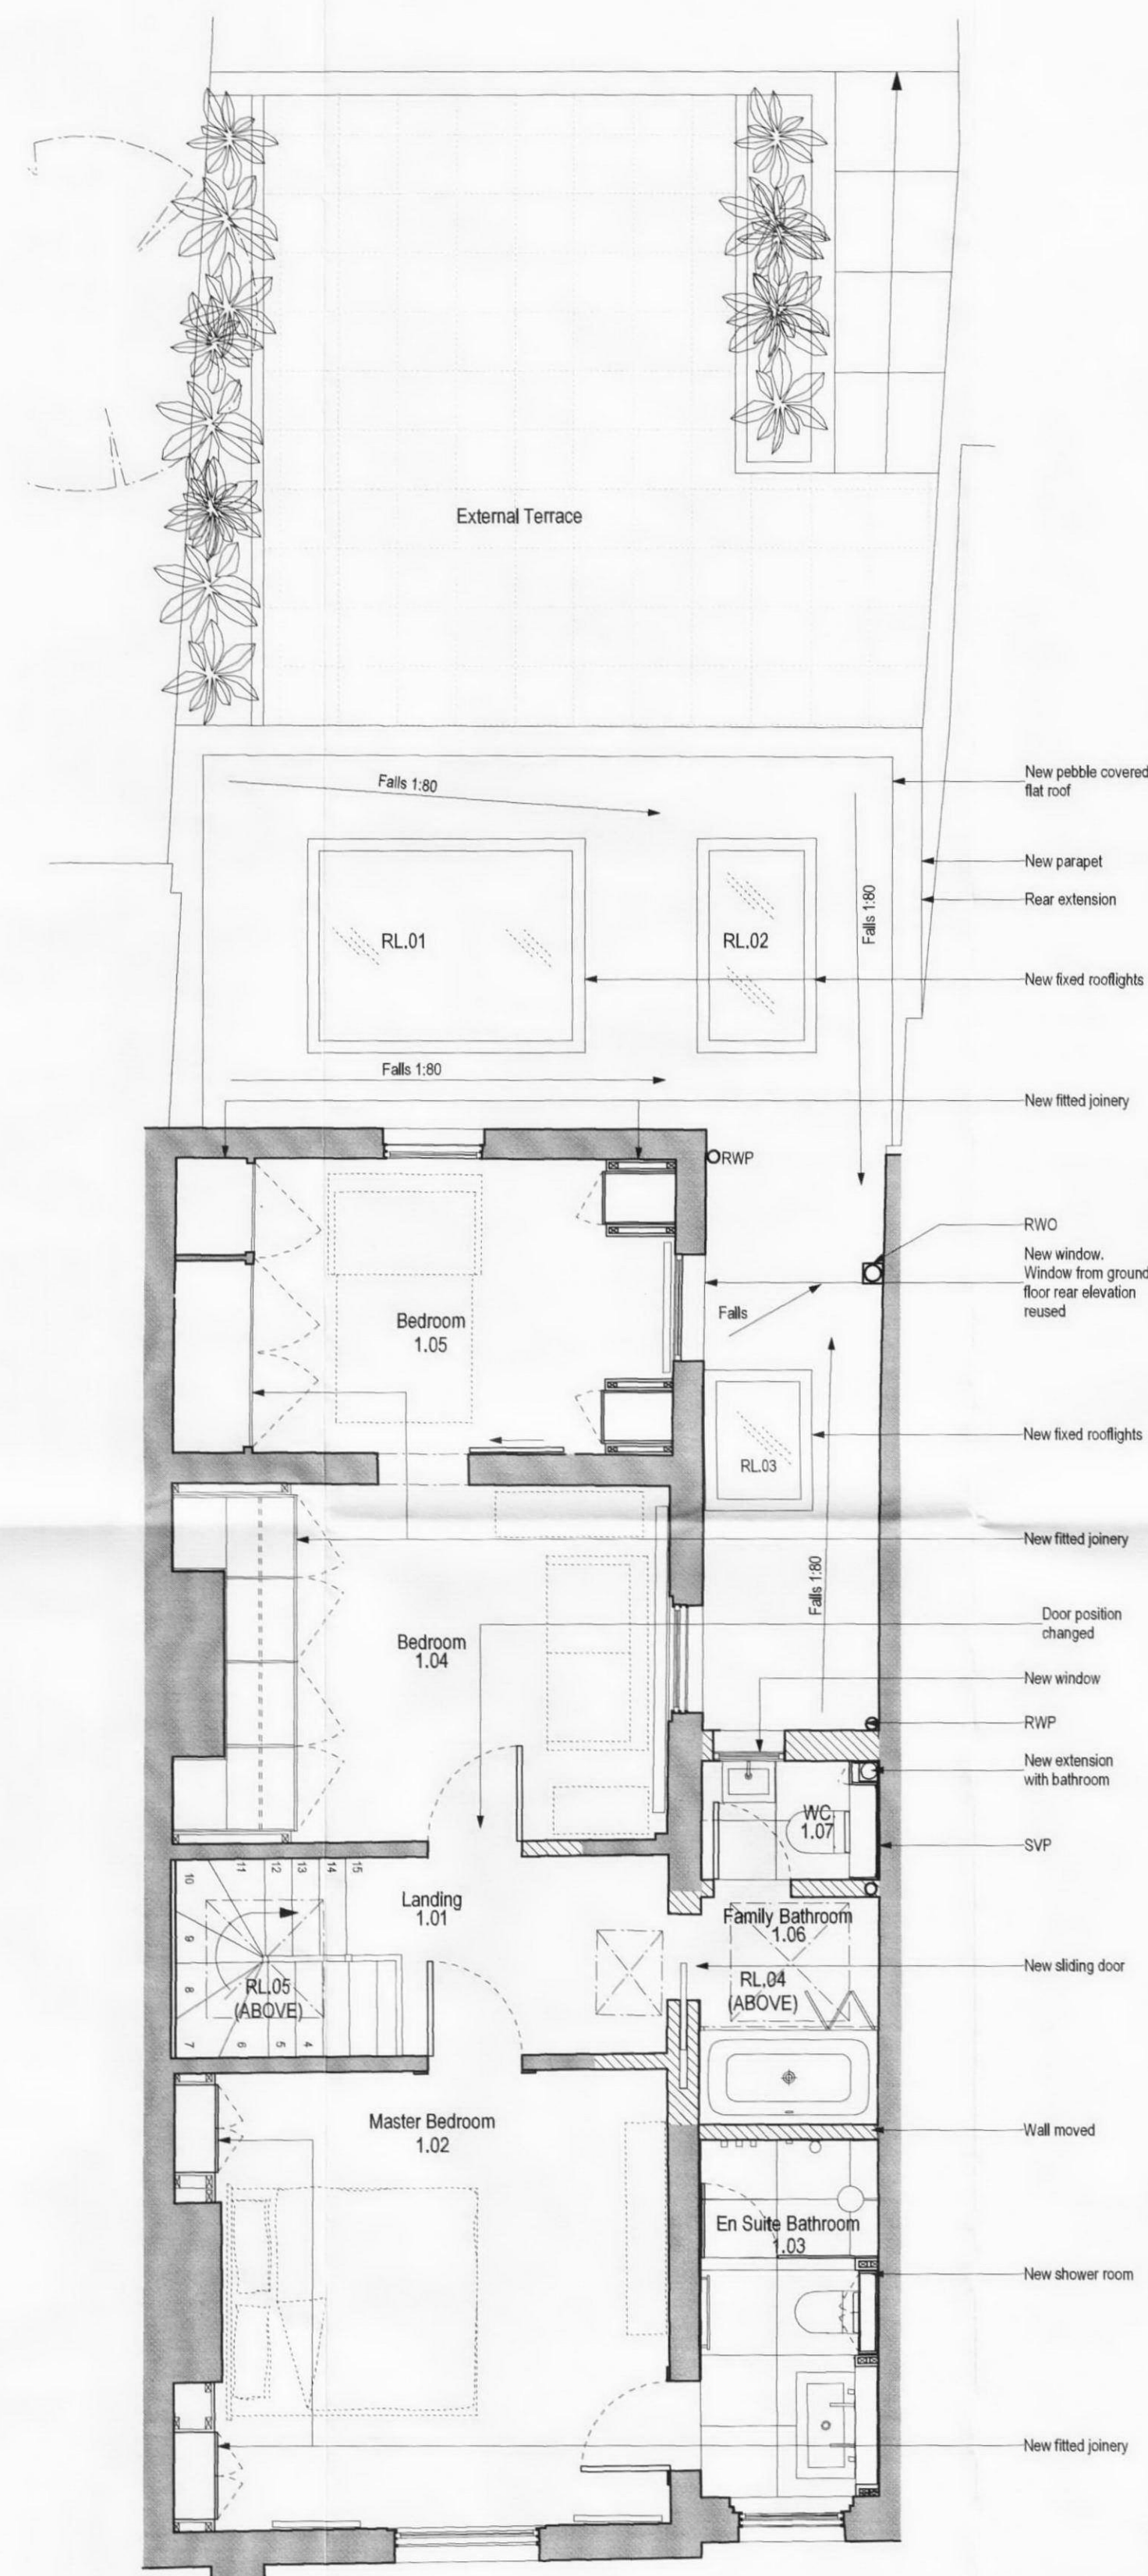 External Terrace
Falls 1:80
New pebble covered
flat roof
New parapet
Falls 1:80
Rear extension
RL.01
RL.02
New fixed rooflights
Falls 1:80
New fitted joinery
RWP
RWO
New window.
Window from ground
floor rear elevation
reused
Falls
Bedroom
1.05
New fixed rooflights
RL.03
New fitted joinery
Falls 1:80
Door position
changed
Bedroom
1.04
New window
RWP
New extension
with bathroom
WC
1.07
SVP
10
11
12
13
14
15
Landing
1.01
9
Family Bathroom
1.06
New sliding door
RL.05
(ABOVE)
RL.04
(ABOVE)
8
7
6
5
4
Master Bedroom
1.02
Wall moved
En Suite Bathroom
1.03
New shower room
New fitted joinery